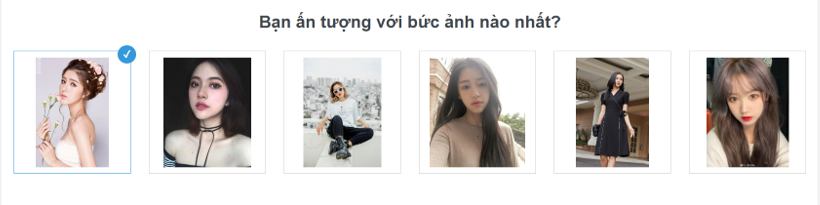 Bạn ấn tượng với bức ảnh nào nhất?